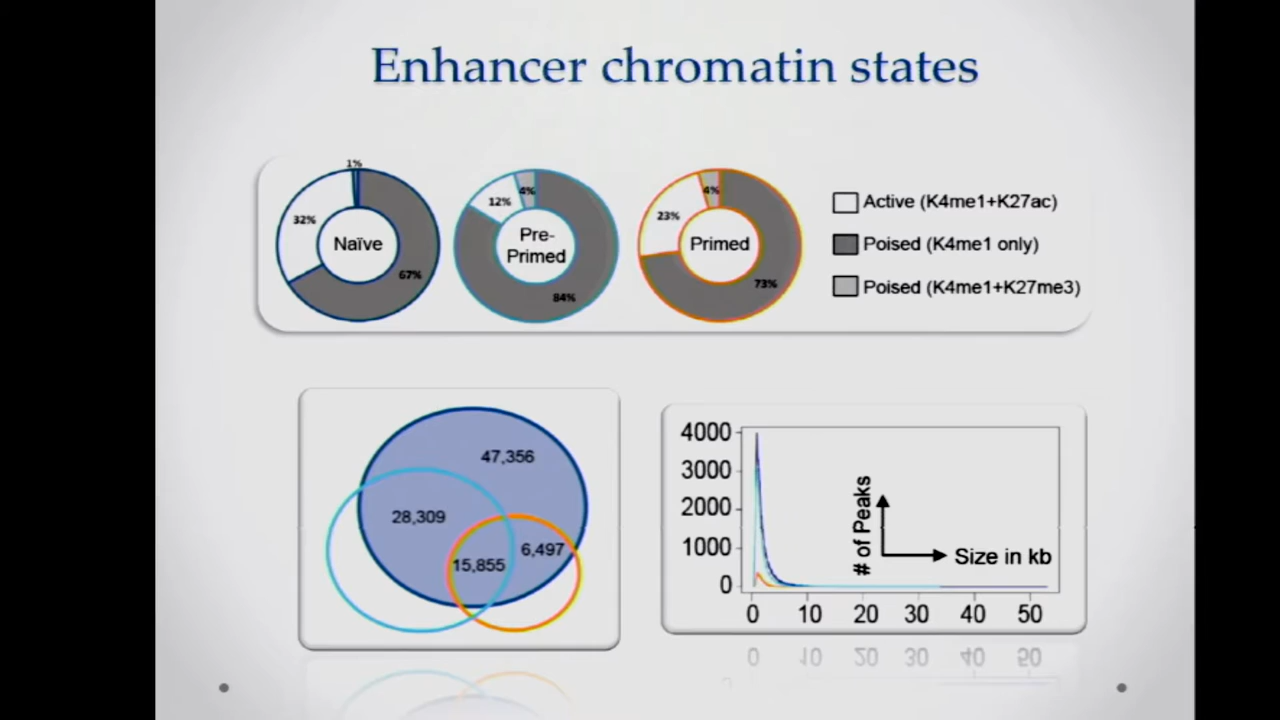 Enhancer chromatin states
1%
32%
Naïve
67%
4%
12%
Pre-
Primed
84%
4%
23%
Primed
73%
Active (K4me1+K27ac)
Poised (K4me1 only)
Poised (K4me1+K27me3)
47,356
28,309
6,497
15,855
4000
3000
2000
1000
0
# of Peaks
Size in kb
0 10 20 30 40 50